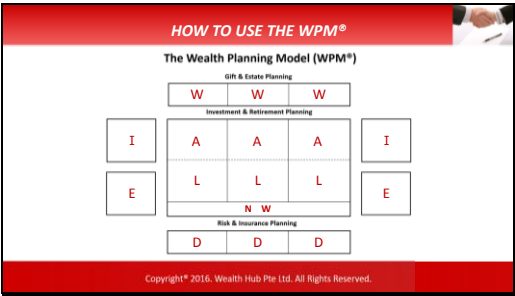 HOW TO USE THE WPM®
The Wealth Planning Model (WPM®)
Gift & Estate Planning
W W W
Investment & Retirement Planning
I A A A I
E L L L E
N W
Risk & Insurance Planning
D D D
Copyright® 2016. Wealth Hub Pte Ltd. All Rights Reserved.